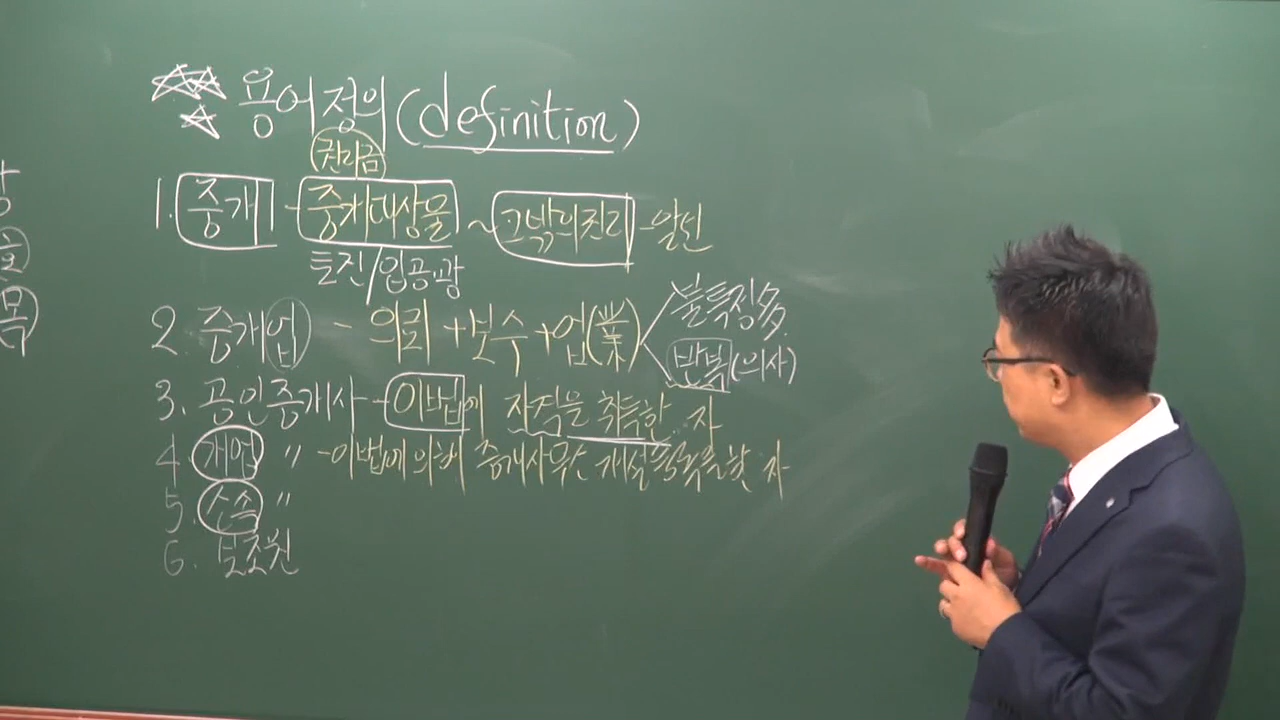 용어정의(definition)
권리금
1. 중개 - 중개대상물 ~ 그밖의권리 - 알선
토건/입공·광
2. 중개업 - 의뢰 + 보수 + 업(業) 불특정多
반복(의사)
3. 공인중개사 - 이법에 자격을 취득한 자
4 개업 〃 - 이법에 의해 중개사무소 개설등록을 한 자
5. 소속 〃
6. 보조원
목